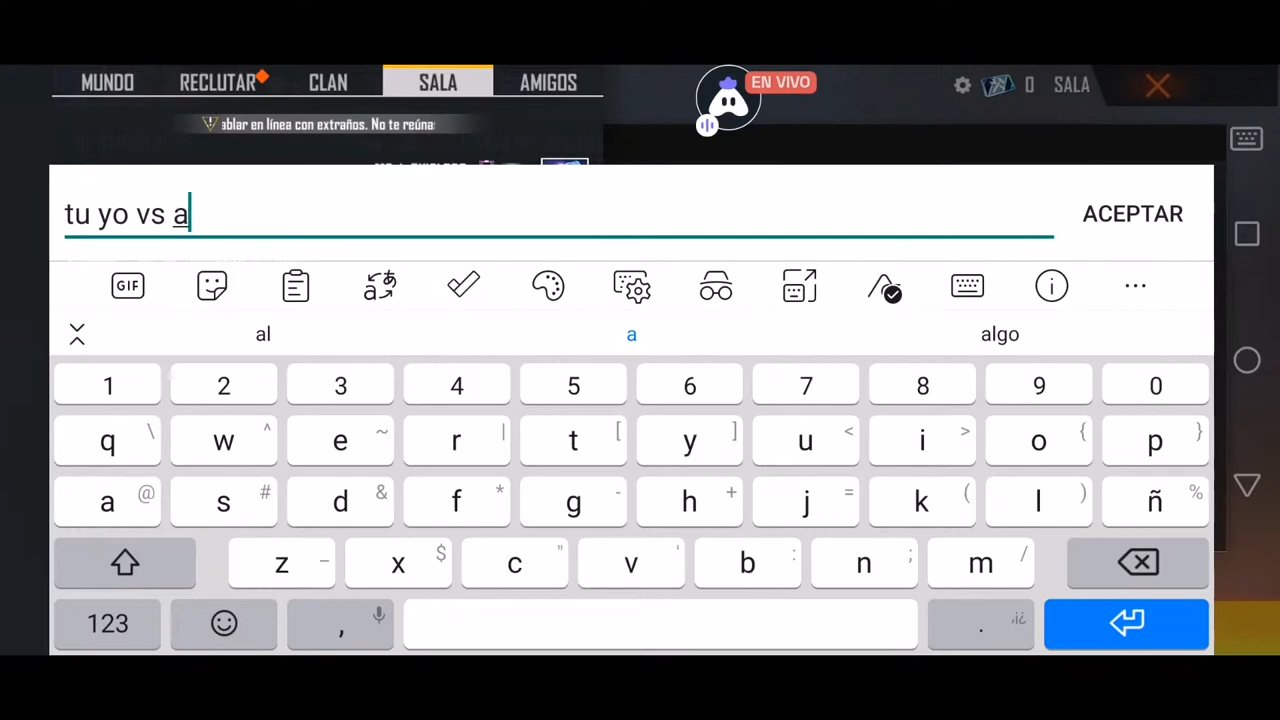 MUNDO RECLUTAR CLAN SALA AMIGOS EN VIVO 0 SALA
ablar en línea con extraños. No te reúna
tu yo vs a ACEPTAR
GIF
al a algo
1 2 3 4 5 6 7 8 9 0
q \ w ^ e ~ r | t [ y ] u < i > o { p }
a @ s # d & f * g - h + j = k ( l ) ñ %
z _ x $ c " v ' b : n ; m /
123 , . ,¡¿